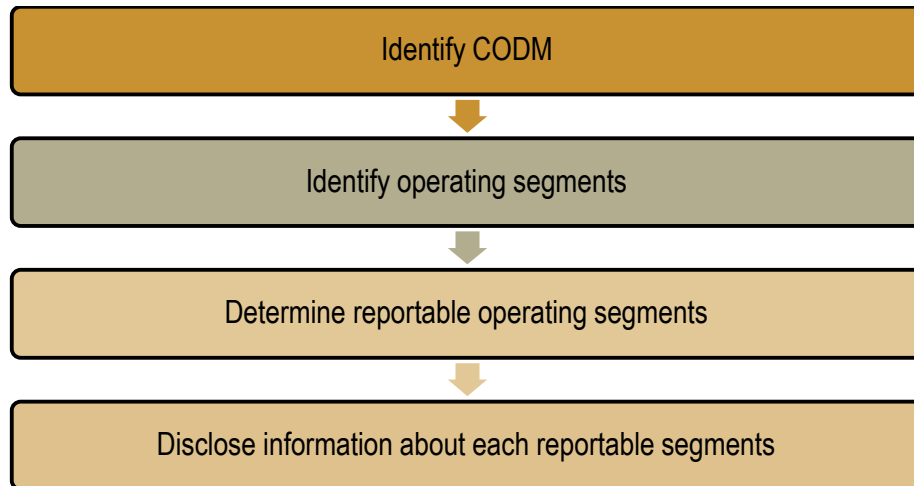 Identify CODM
Identify operating segments
Determine reportable operating segments
Disclose information about each reportable segments